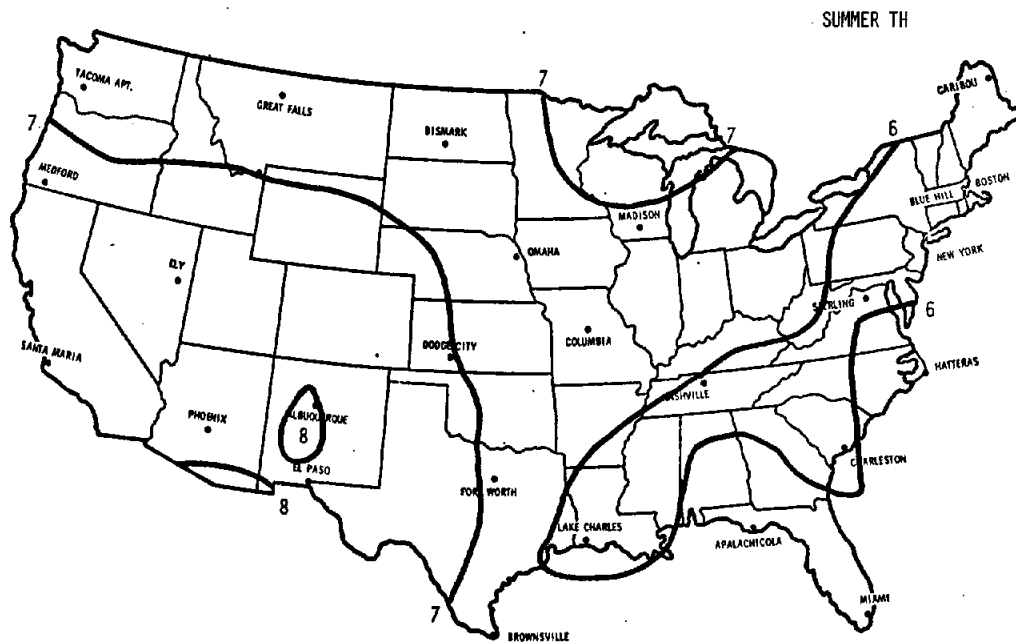 SUMMER TH
TACOMA APT.
GREAT FALLS
BISMARK
CARIBOU
7
7
7
6
MEDFORD
MADISON
BLUE HILL
BOSTON
NEW YORK
OMAHA
ELY
STERLING
6
SANTA MARIA
DODGE CITY
COLUMBIA
HATTERAS
NASHVILLE
PHOENIX
ALBUQUERQUE
8
CHARLESTON
EL PASO
FORT WORTH
8
LAKE CHARLES
APALACHICOLA
MIAMI
7
BROWNSVILLE